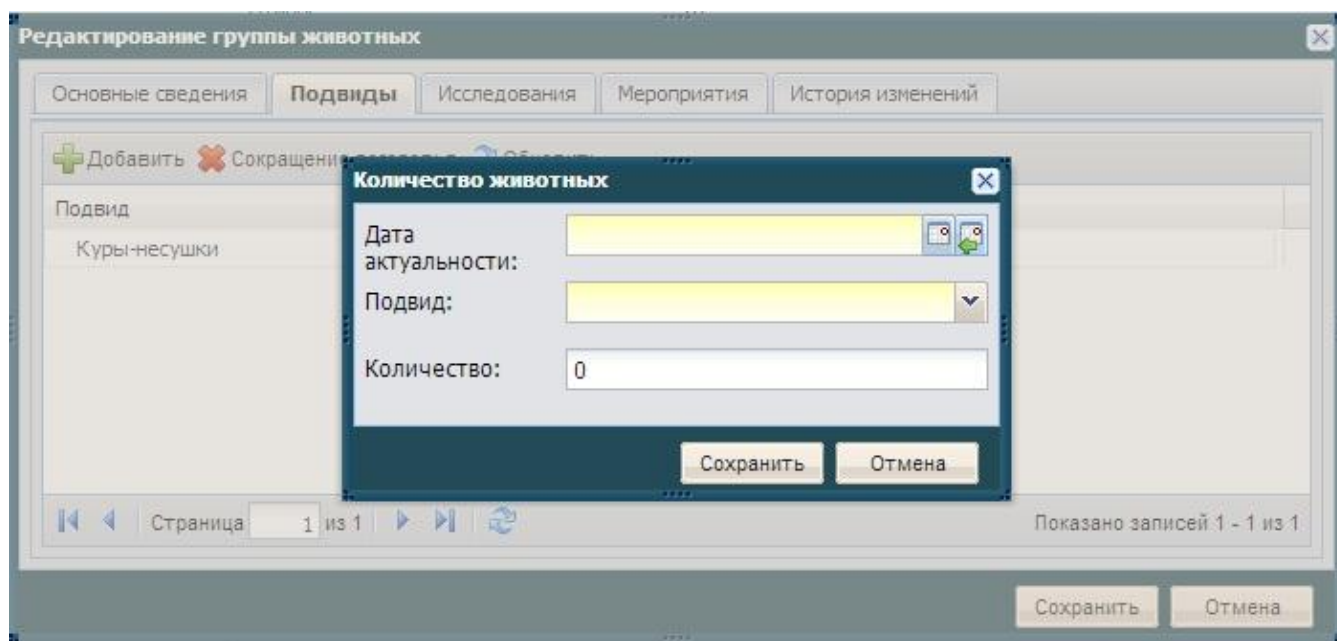 Редактирование группы животных
Основные сведения Подвиды Исследования Мероприятия История изменений
Добавить Сокращение
Количество животных
Подвид
Дата
актуальности:
Куры-несушки
Подвид:
Количество: 0
Сохранить Отмена
Страница 1 из 1 Показано записей 1 - 1 из 1
Сохранить Отмена